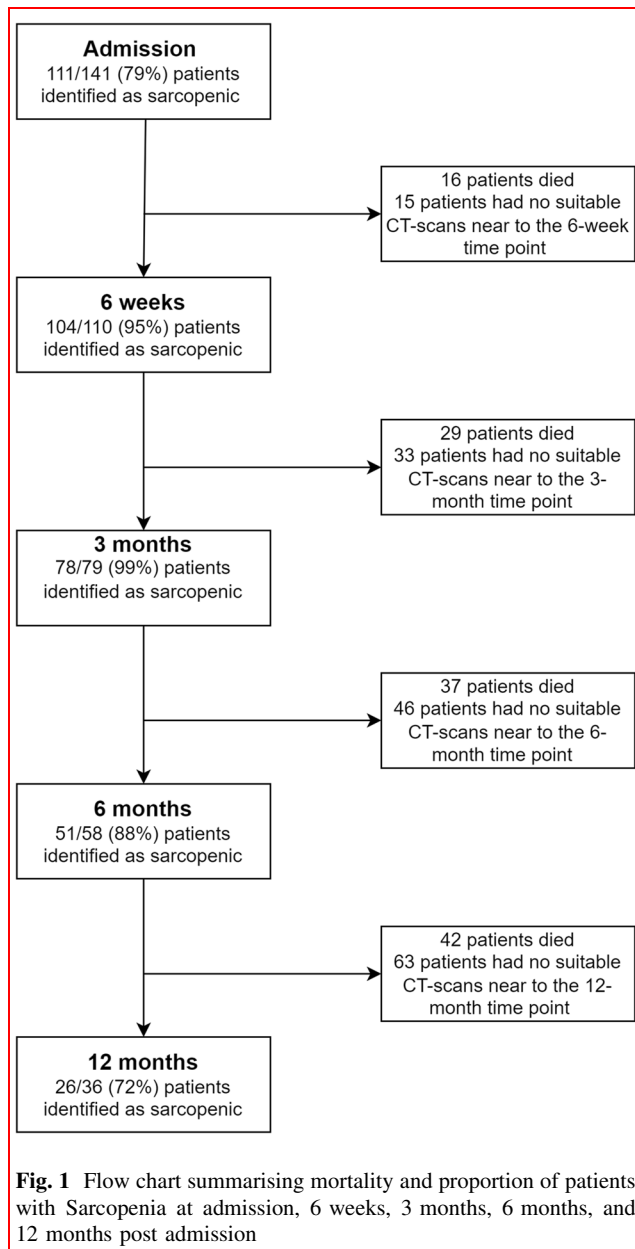 Admission
111/141 (79%) patients
identified as sarcopenic
16 patients died
15 patients had no suitable
CT-scans near to the 6-week
time point
6 weeks
104/110 (95%) patients
identified as sarcopenic
29 patients died
33 patients had no suitable
CT-scans near to the 3-
month time point
3 months
78/79 (99%) patients
identified as sarcopenic
37 patients died
46 patients had no suitable
CT-scans near to the 6-
month time point
6 months
51/58 (88%) patients
identified as sarcopenic
42 patients died
63 patients had no suitable
CT-scans near to the 12-
month time point
12 months
26/36 (72%) patients
identified as sarcopenic
Fig. 1 Flow chart summarising mortality and proportion of patients
with Sarcopenia at admission, 6 weeks, 3 months, 6 months, and
12 months post admission